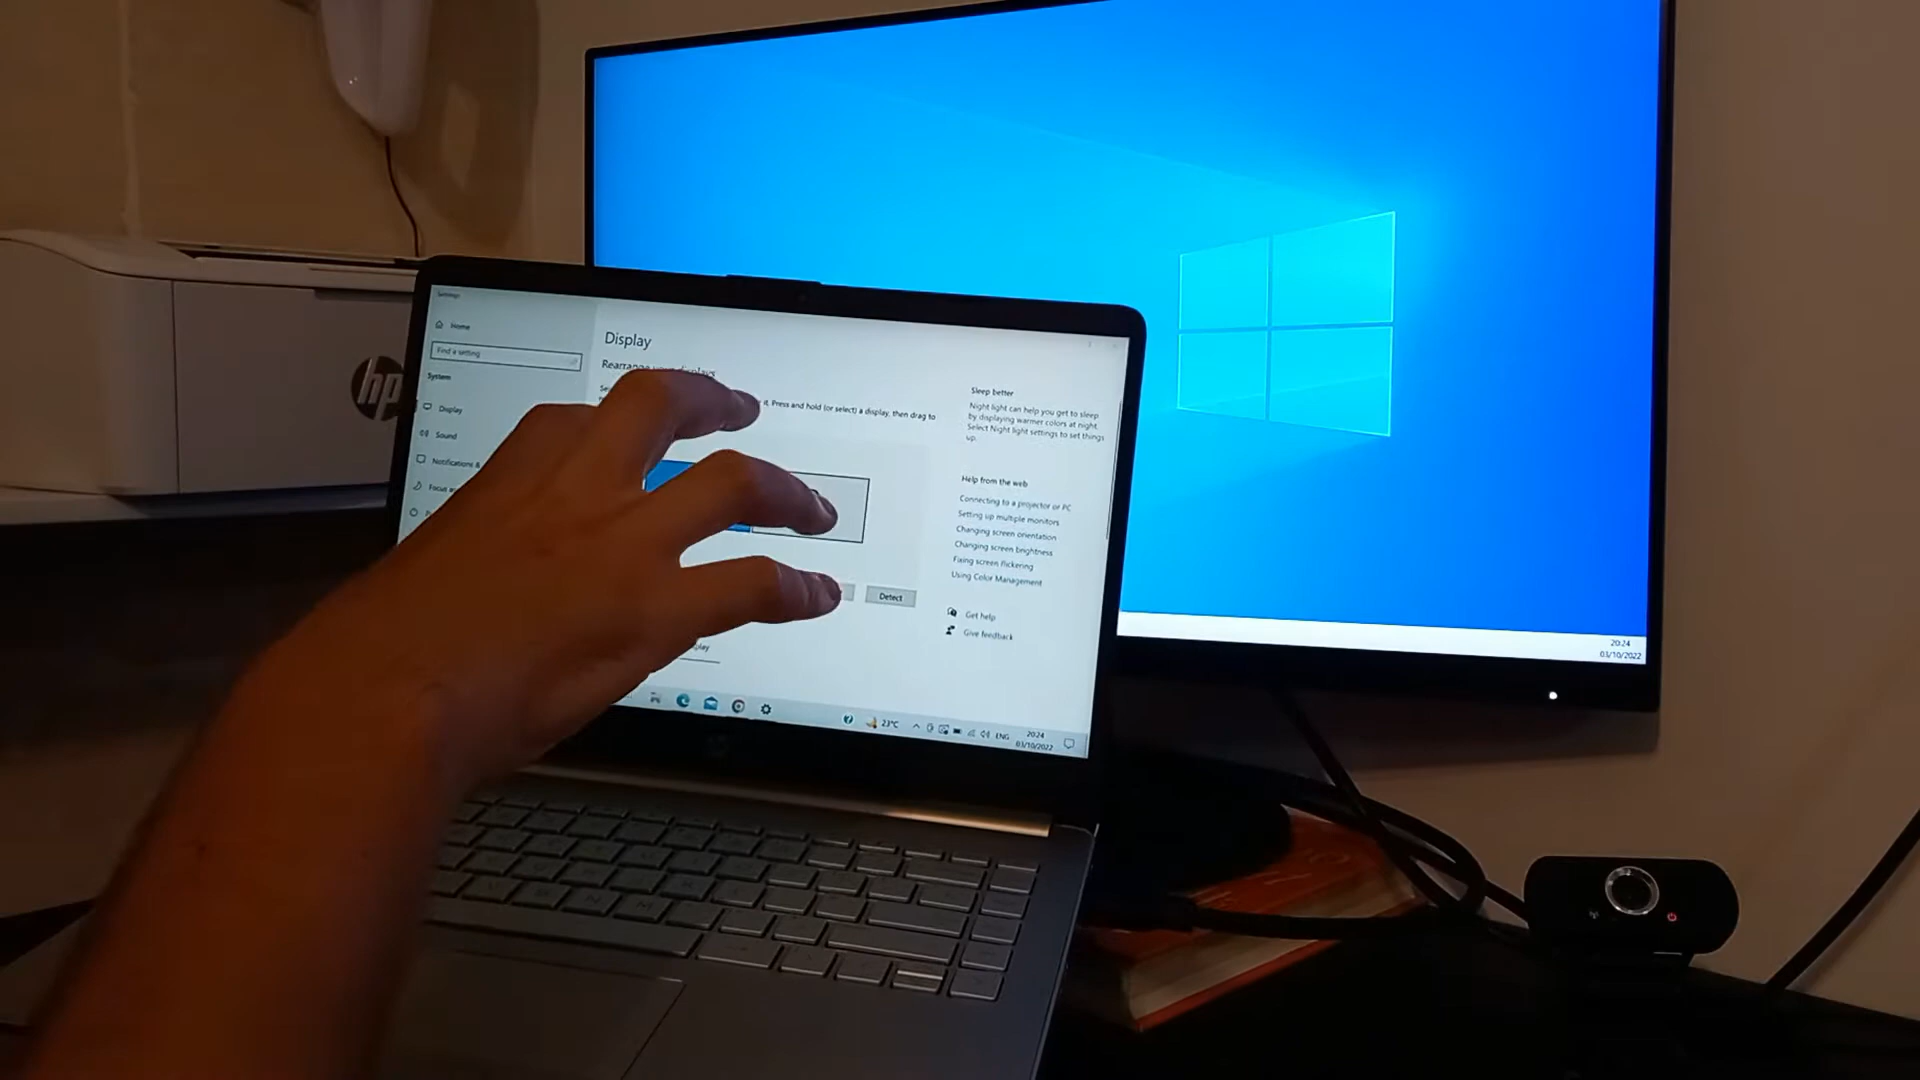 hp
Settings
Home
Find a setting
System
Display
Sound
Notifications &
Focus
Display
Rearrange your displays
it. Press and hold (or select) a display, then drag to
Detect
Sleep better
Night light can help you get to sleep
by displaying warmer colors at night.
Select Night light settings to set things
up.
Help from the web
Connecting to a projector or PC
Setting up multiple monitors
Changing screen orientation
Changing screen brightness
Fixing screen flickering
Using Color Management
Get help
Give feedback
23°C
ENG
20:24
03/10/2022
20:24
03/10/2022